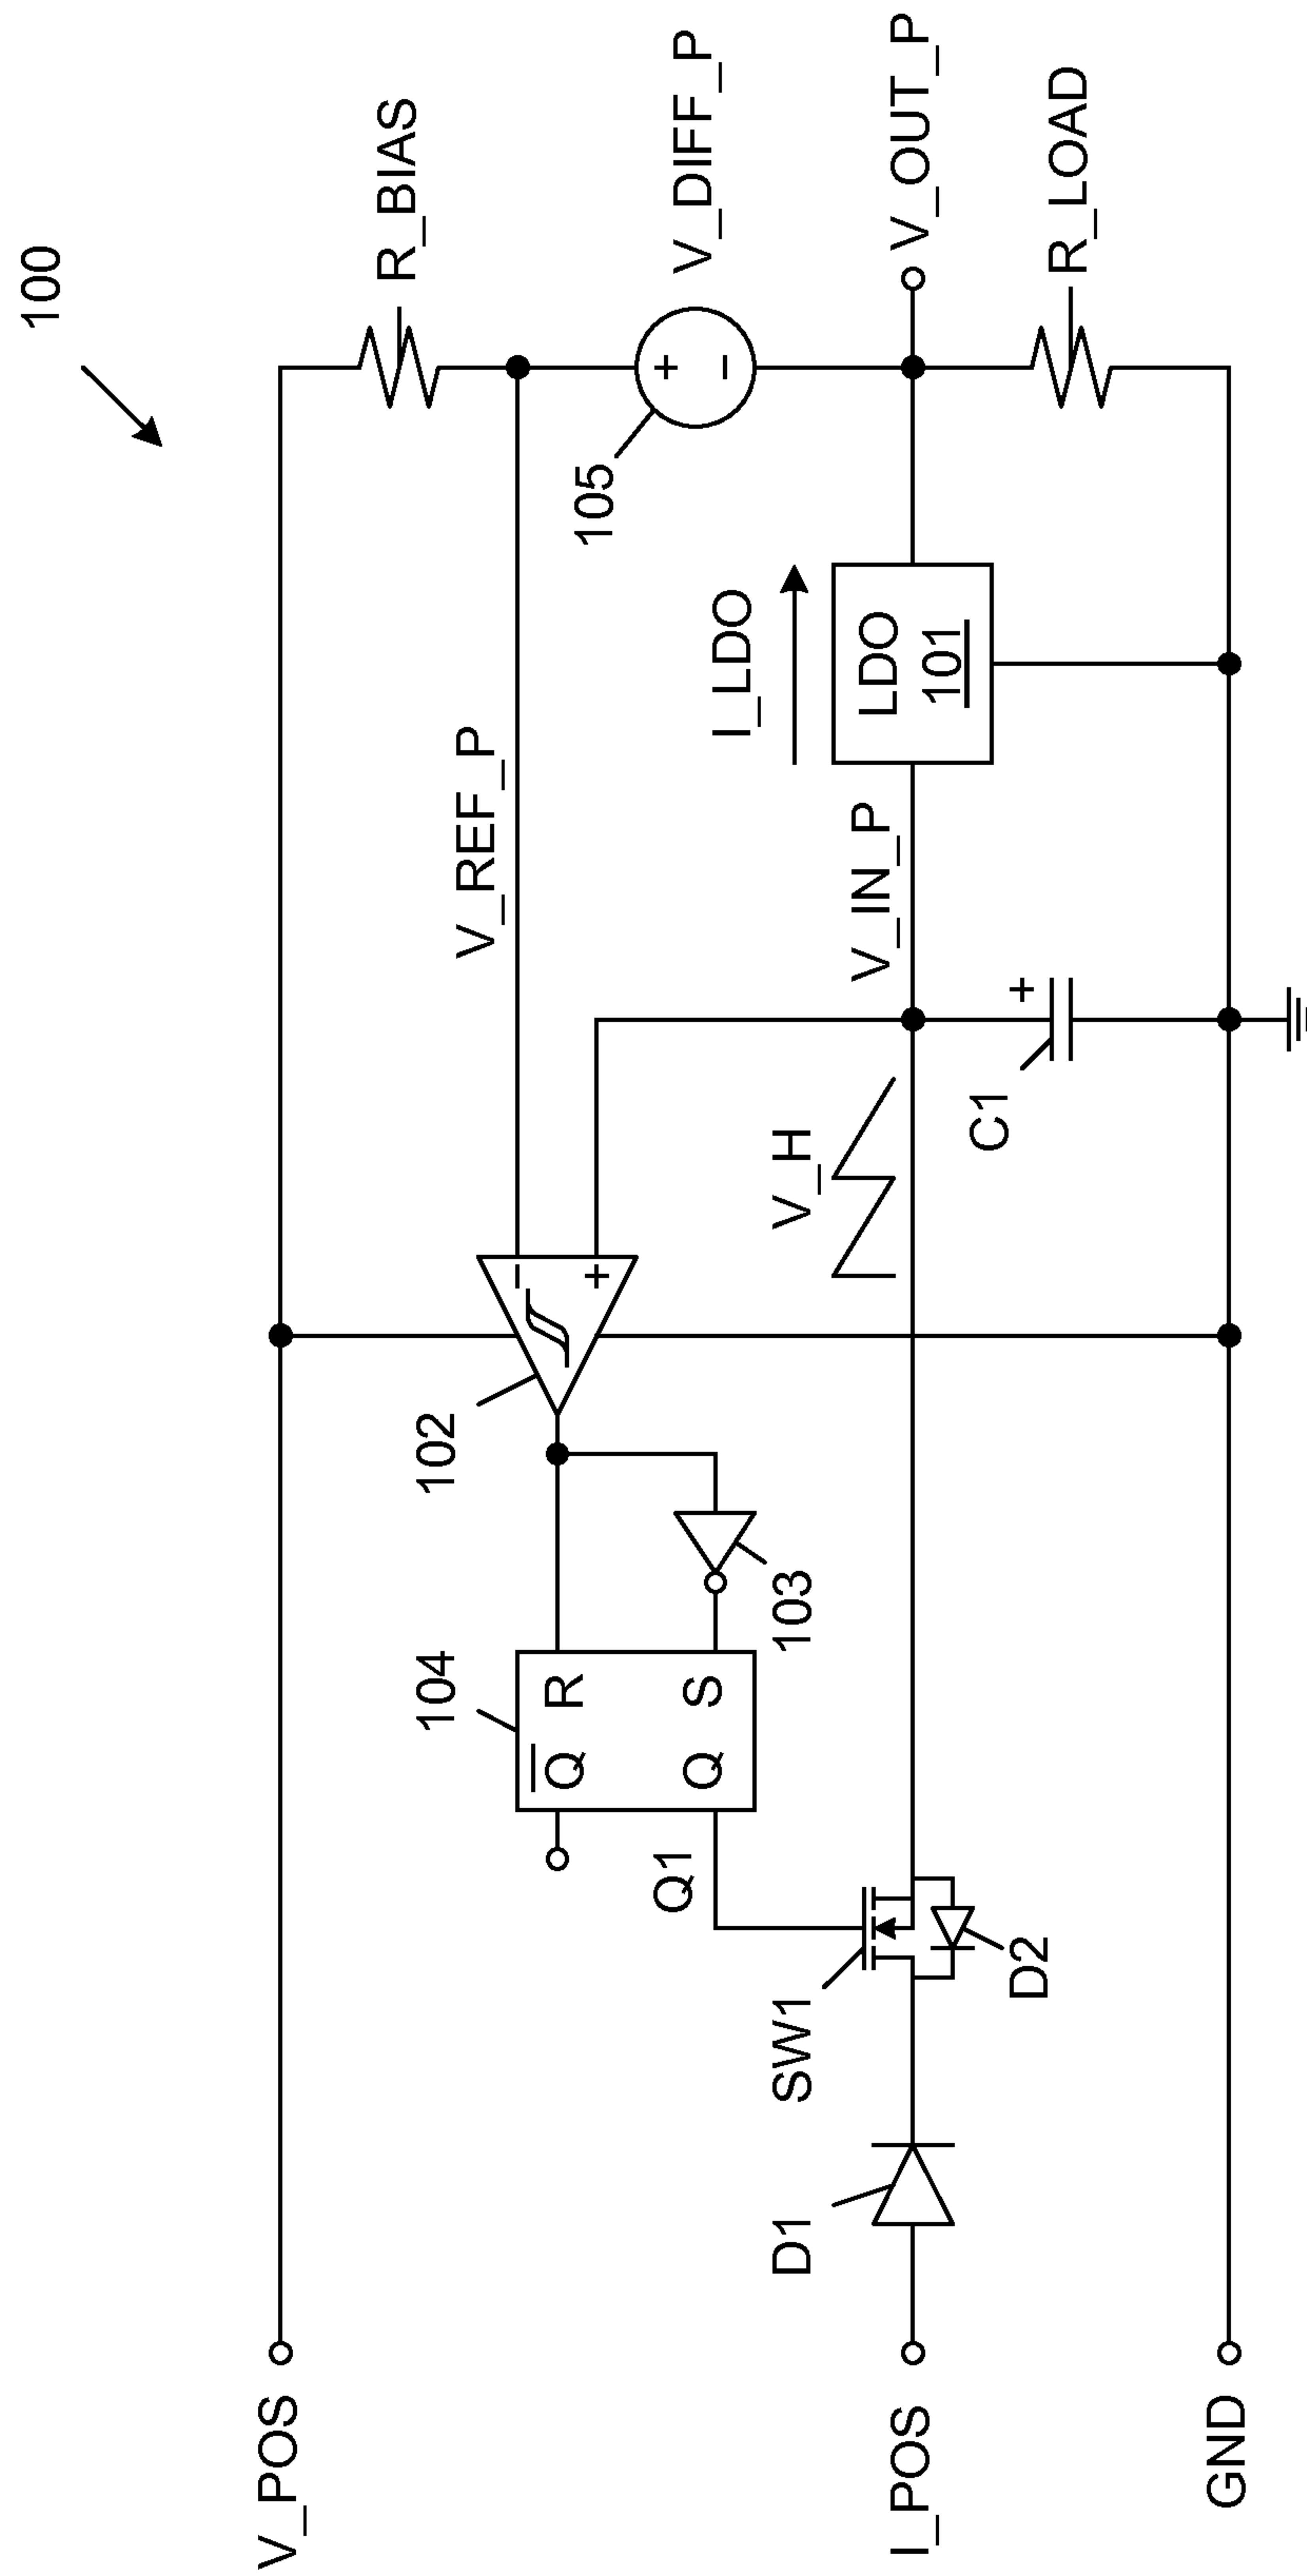 100
V_POS
R_BIAS
104
102
V_REF_P
Q̅ R
Q S
Q1
103
-
+
105
+
-
V_DIFF_P
SW1
D1
V_H
I_LDO
V_IN_P
LDO
101
I_POS
V_OUT_P
D2
C1
+
R_LOAD
GND